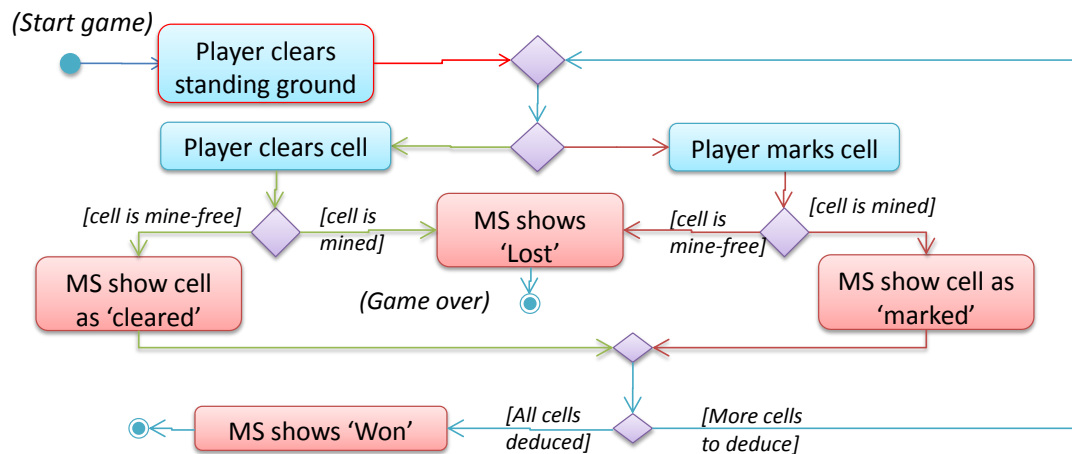 (Start game)
Player clears
standing ground
Player clears cell
Player marks cell
[cell is mine-free]
[cell is
mined]
MS shows
‘Lost’
[cell is
mine-free]
[cell is mined]
MS show cell
as ‘cleared’
(Game over)
MS show cell as
‘marked’
MS shows ‘Won’
[All cells
deduced]
[More cells
to deduce]